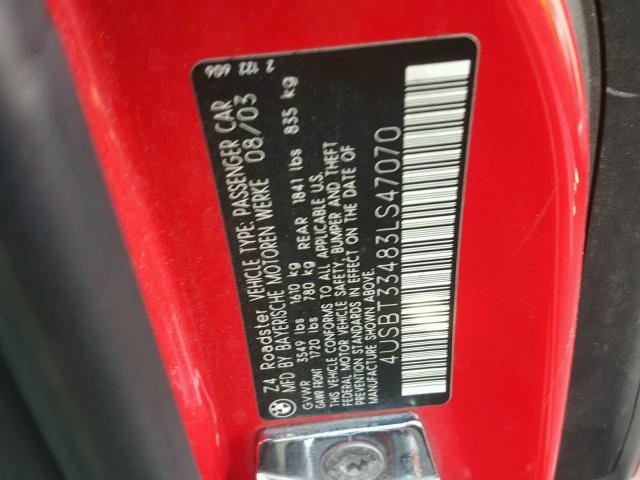 Z4 Roadster VEHICLE TYPE: PASSENGER CAR
MFD BY BAYERISCHE MOTOREN WERKE 08/03
GVWR 3549 lbs 1610 kg REAR 1841 lbs 835 kg
GAWR FRONT 1720 lbs 780 kg
THIS VEHICLE CONFORMS TO ALL APPLICABLE U.S.
FEDERAL MOTOR VEHICLE SAFETY, BUMPER AND THEFT
PREVENTION STANDARDS IN EFFECT ON THE DATE OF
MANUFACTURE SHOWN ABOVE.
4USBT33483LS47070